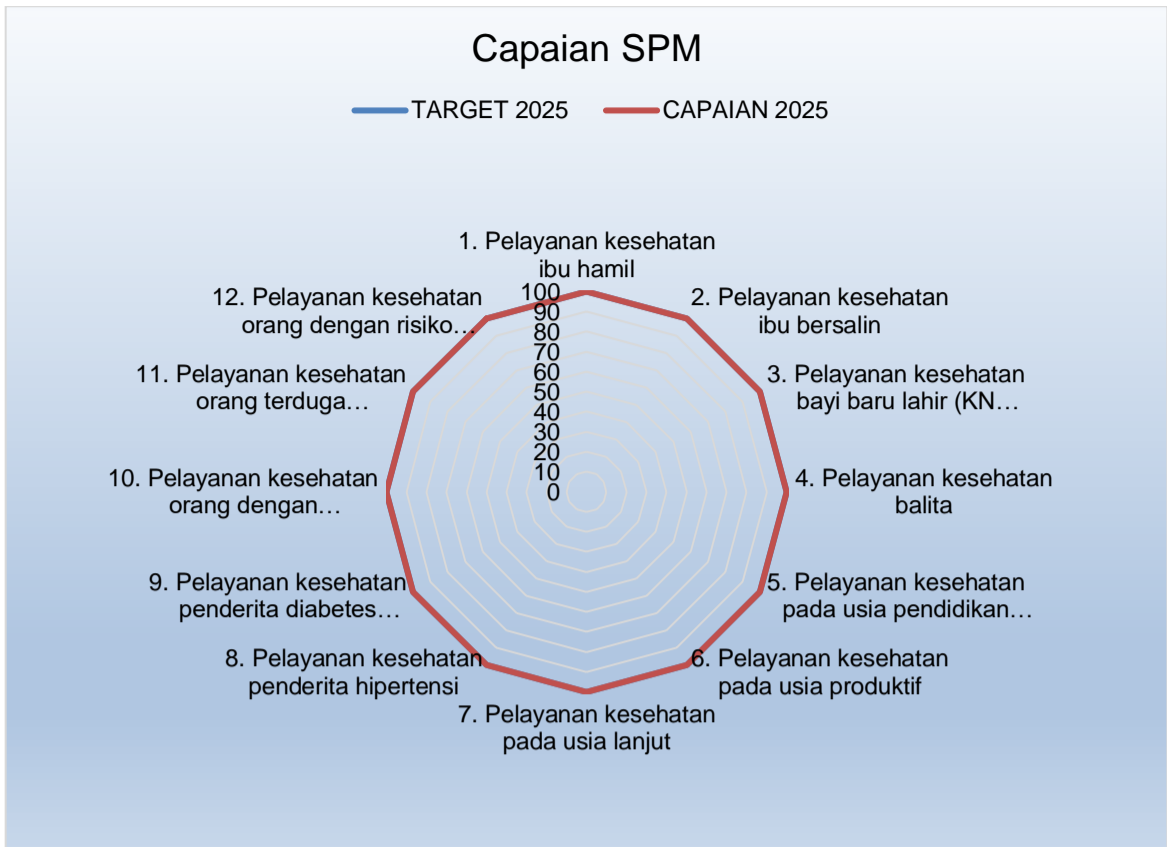 Capaian SPM
TARGET 2025
CAPAIAN 2025
1. Pelayanan kesehatan
ibu hamil
2. Pelayanan kesehatan
ibu bersalin
3. Pelayanan kesehatan
bayi baru lahir (KN…
4. Pelayanan kesehatan
balita
5. Pelayanan kesehatan
pada usia pendidikan…
6. Pelayanan kesehatan
pada usia produktif
7. Pelayanan kesehatan
pada usia lanjut
8. Pelayanan kesehatan
penderita hipertensi
9. Pelayanan kesehatan
penderita diabetes…
10. Pelayanan kesehatan
orang dengan…
11. Pelayanan kesehatan
orang terduga…
12. Pelayanan kesehatan
orang dengan risiko…
100
90
80
70
60
50
40
30
20
10
0